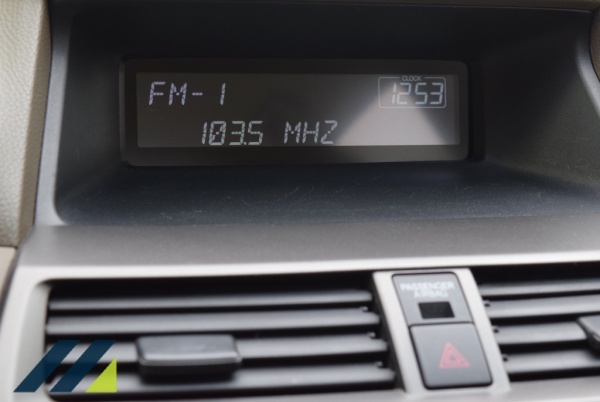 CLOCK
FM-1 12:53
103.5 MHZ
PASSENGER
AIRBAG